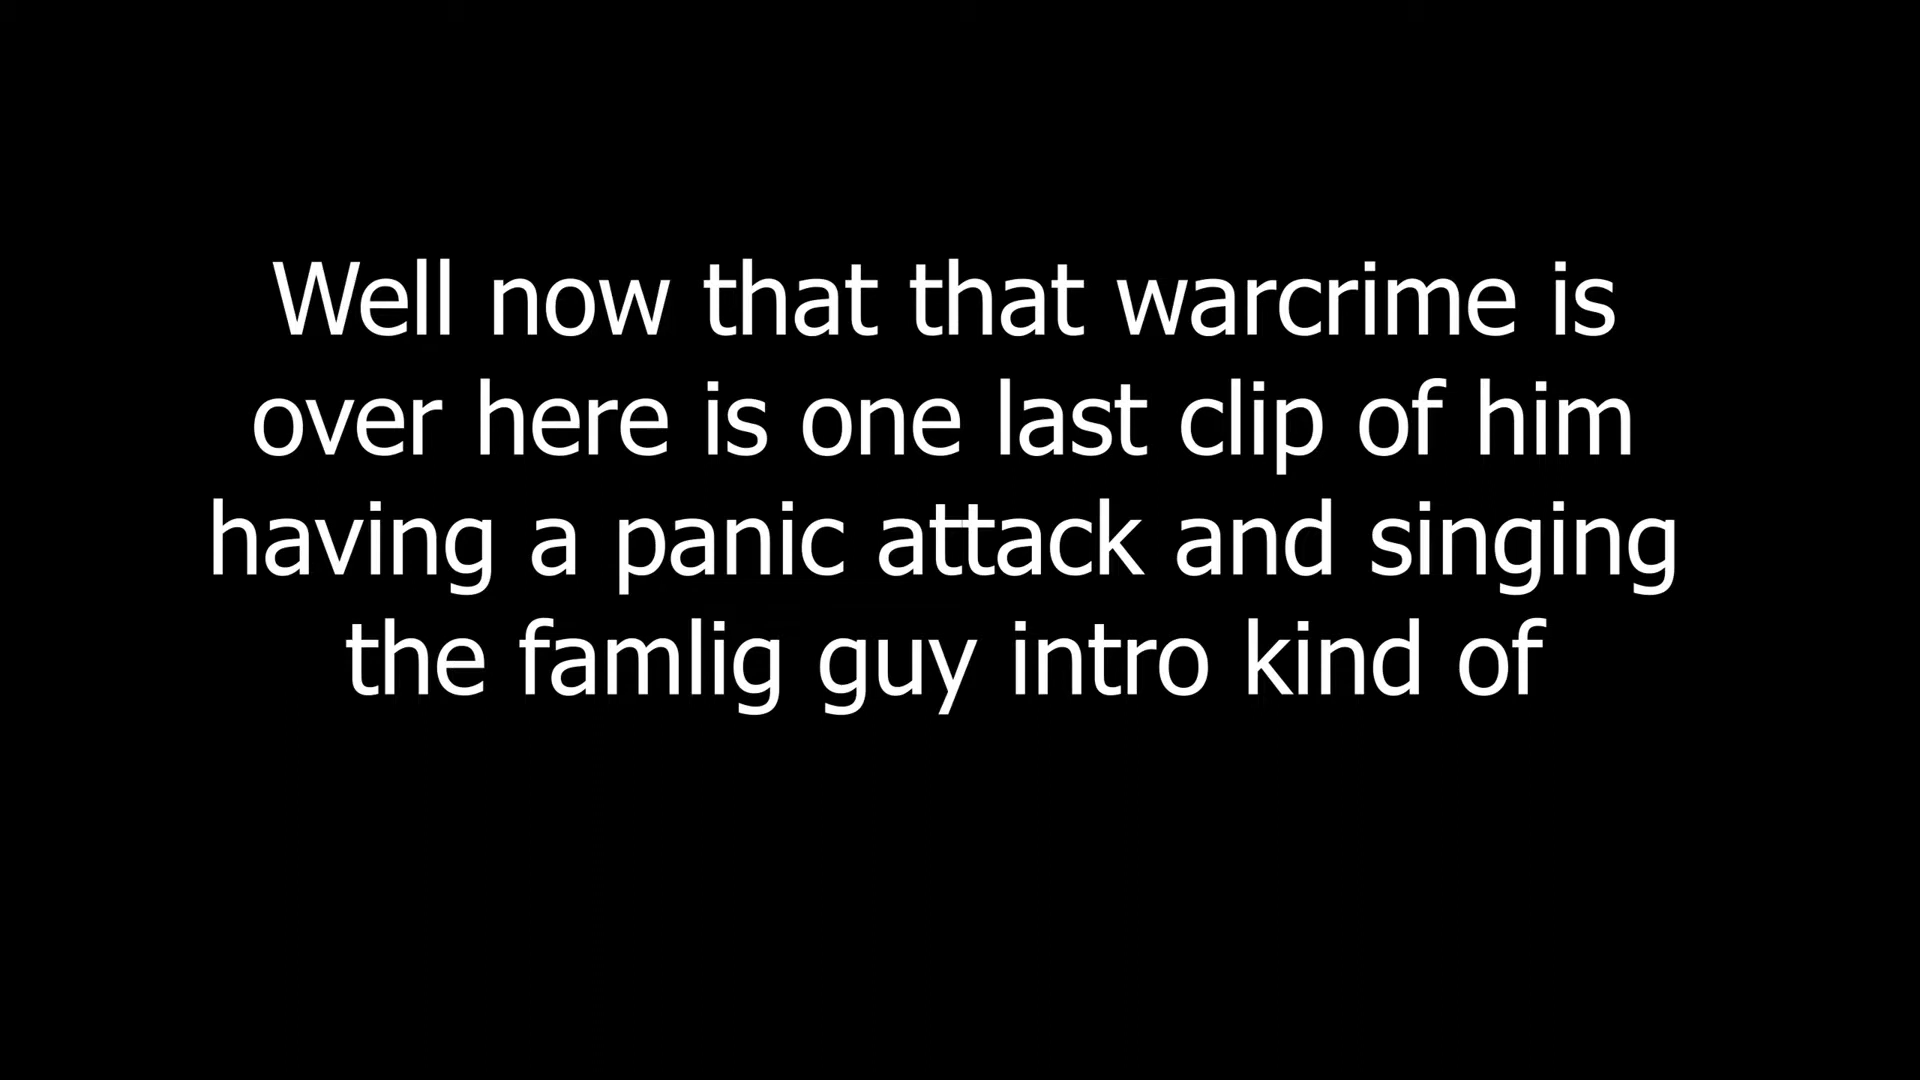 Well now that that warcrime is
over here is one last clip of him
having a panic attack and singing
the famlig guy intro kind of